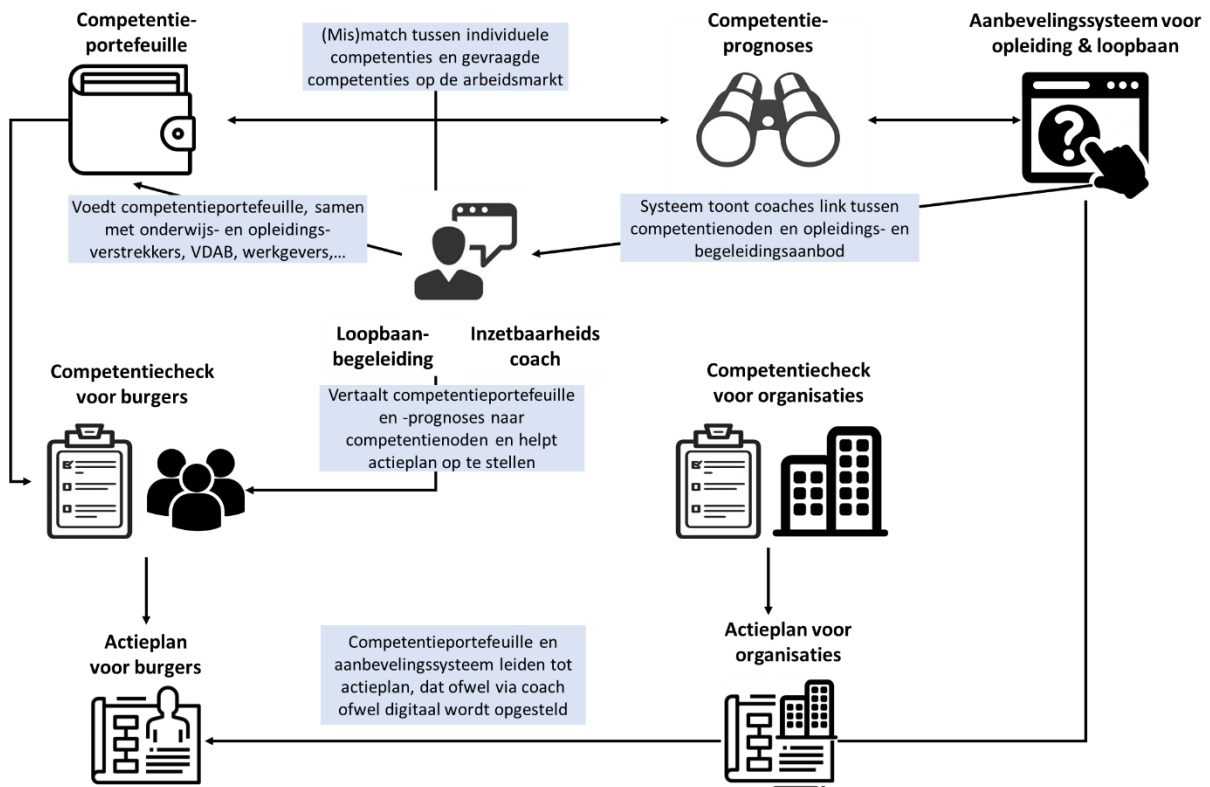 Competentie-
portefeuille
(Mis)match tussen individuele
competenties en gevraagde
competenties op de arbeidsmarkt
Competentie-
prognoses
Aanbevelingssysteem voor
opleiding & loopbaan
Voedt competentieportefeuille, samen
met onderwijs- en opleidings-
verstrekkers, VDAB, werkgevers,...
Systeem toont coaches link tussen
competentienoden en opleidings- en
begeleidingsaanbod
Loopbaan-
begeleiding
Inzetbaarheids
coach
Competentiecheck
voor burgers
Vertaalt competentieportefeuille
en -prognoses naar
competentienoden en helpt
actieplan op te stellen
Competentiecheck
voor organisaties
Actieplan
voor burgers
Competentieportefeuille en
aanbevelingssysteem leiden tot
actieplan, dat ofwel via coach
ofwel digitaal wordt opgesteld
Actieplan voor
organisaties